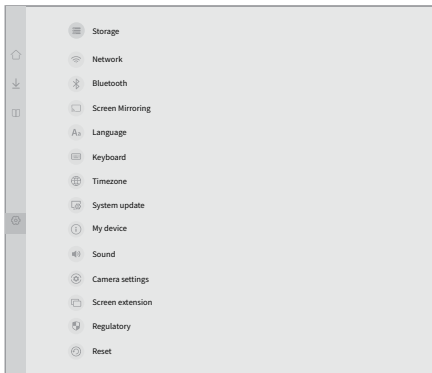 Storage
Network
Bluetooth
Screen Mirroring
Aa Language
Keyboard
Timezone
System update
My device
Sound
Camera settings
Screen extension
Regulatory
Reset